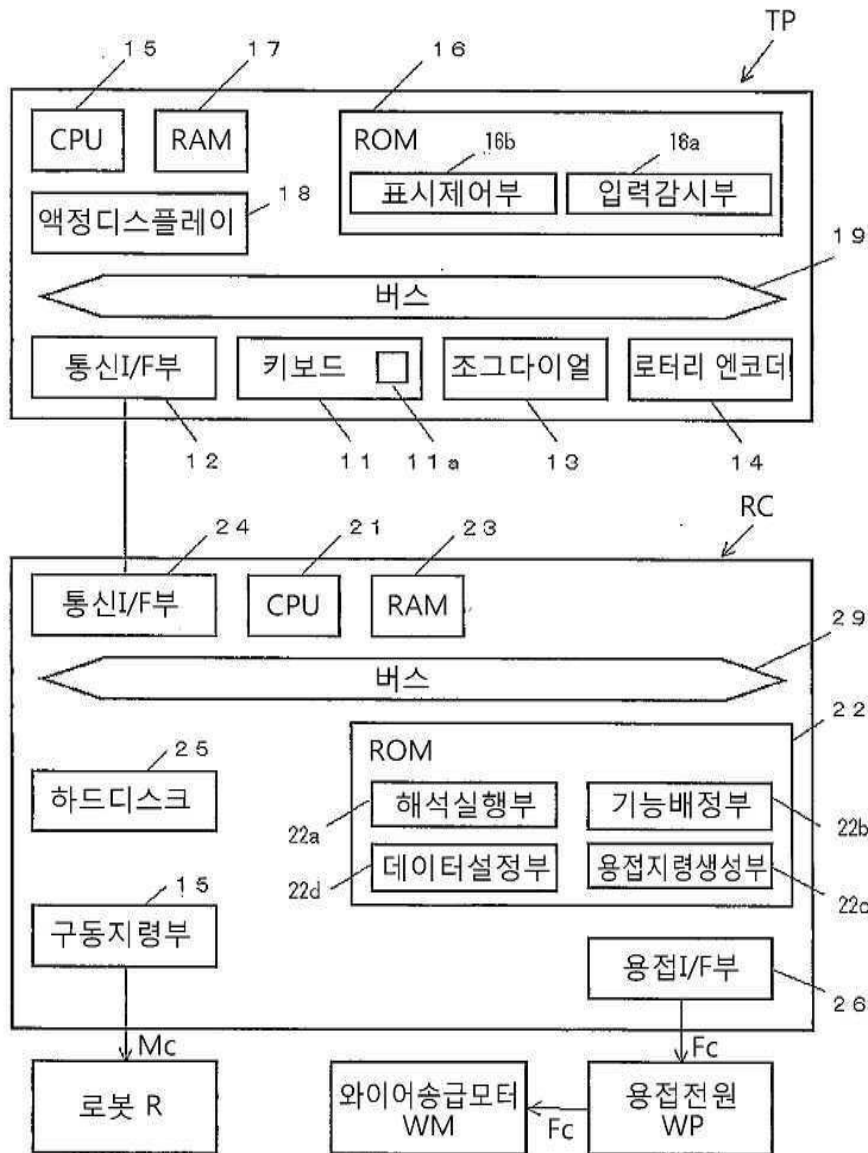 TP
15 17 16
CPU RAM ROM
16b 16a
표시제어부 입력감시부
18
액정디스플레이
19
버스
통신I/F부 키보드 조그다이얼 로터리 엔코더
12 11 11a 13 14
RC
24 21 23
통신I/F부 CPU RAM
29
버스
22
25
ROM
하드디스크
해석실행부 기능배정부
22a 22b
데이터설정부 용접지령생성부
22d 22c
15
구동지령부
용접I/F부
26
Mc Fc
로봇 R
와이어송급모터
WM
Fc
용접전원
WP